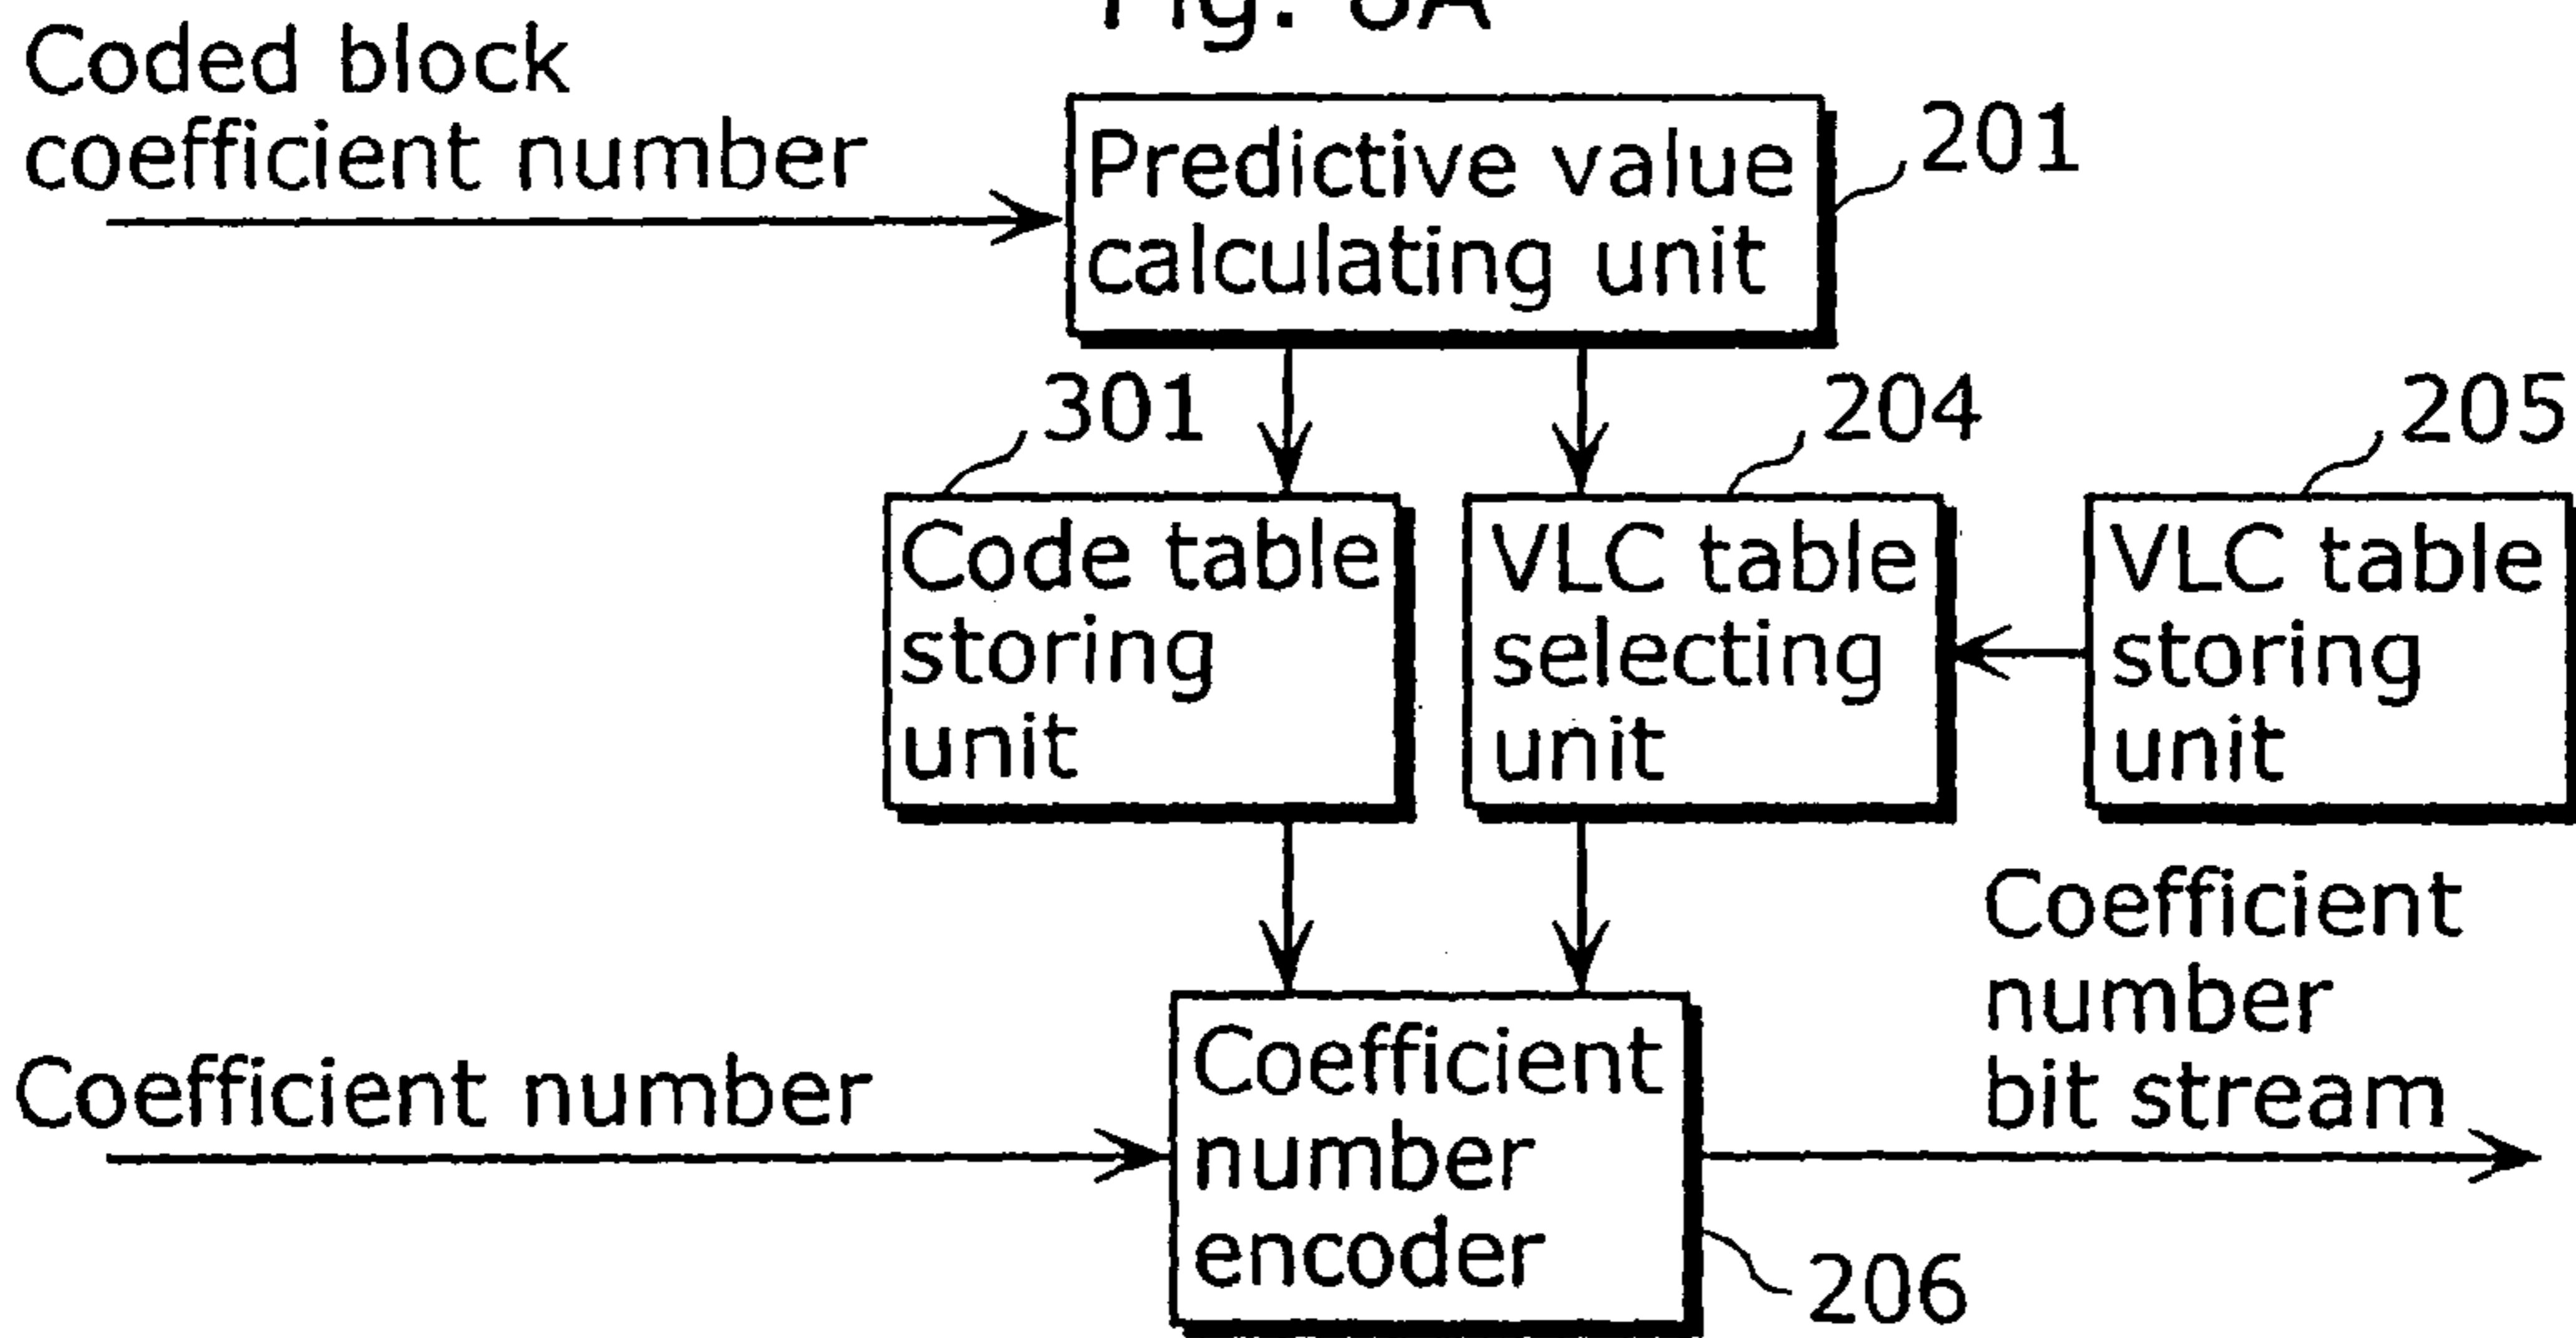 Coded block
coefficient number
Predictive value
calculating unit
201
301
204
205
Code table
storing
unit
VLC table
selecting
unit
VLC table
storing
unit
Coefficient
number
bit stream
Coefficient number
Coefficient
number
encoder
206